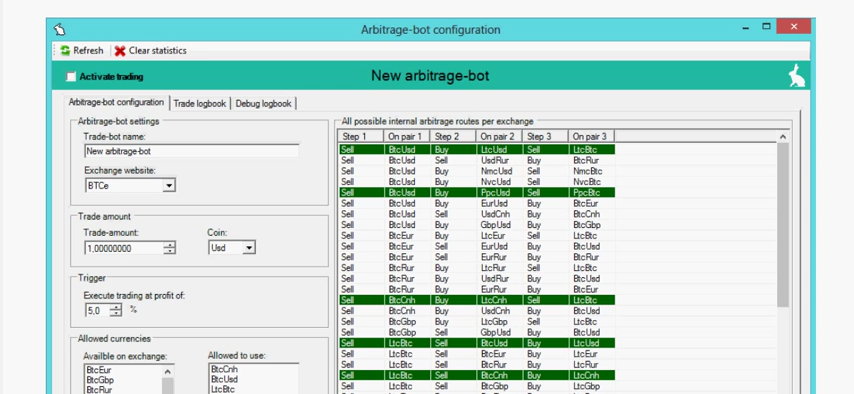 Arbitrage-bot configuration
Refresh Clear statistics
Activate trading New arbitrage-bot
Arbitrage-bot configuration Trade logbook Debug logbook
Arbitrage-bot settings
Trade-bot name:
New arbitrage-bot
Exchange website:
BTCe
Trade amount
Trade-amount: Coin:
1,00000000 Usd
Trigger
Execute trading at profit of:
5,0 %
Allowed currencies
Availble on exchange: Allowed to use:
BtcEur BtcCnh
BtcGbp BtcUsd
BtcRur LtcBtc
All possible internal arbitrage routes per exchange
Step 1 On pair 1 Step 2 On pair 2 Step 3 On pair 3
Sell BtcUsd Buy LtcUsd Sell LtcBtc
Sell BtcUsd Sell UsdRur Buy BtcRur
Sell BtcUsd Buy NmcUsd Sell NmcBtc
Sell BtcUsd Buy NvcUsd Sell NvcBtc
Sell BtcUsd Buy PpcUsd Sell PpcBtc
Sell BtcUsd Buy EurUsd Buy BtcEur
Sell BtcUsd Sell UsdCnh Buy BtcCnh
Sell BtcUsd Buy GbpUsd Buy BtcGbp
Sell BtcEur Buy LtcEur Sell LtcBtc
Sell BtcEur Sell EurUsd Buy BtcUsd
Sell BtcEur Sell EurRur Buy BtcRur
Sell BtcRur Buy LtcRur Sell LtcBtc
Sell BtcRur Buy UsdRur Buy BtcUsd
Sell BtcRur Buy EurRur Buy BtcEur
Sell BtcCnh Buy LtcCnh Sell LtcBtc
Sell BtcCnh Buy UsdCnh Buy BtcUsd
Sell BtcGbp Buy LtcGbp Sell LtcBtc
Sell BtcGbp Sell GbpUsd Buy BtcUsd
Sell LtcBtc Sell BtcUsd Buy LtcUsd
Sell LtcBtc Sell BtcEur Buy LtcEur
Sell LtcBtc Sell BtcRur Buy LtcRur
Sell LtcBtc Sell BtcCnh Buy LtcCnh
Sell LtcBtc Sell BtcGbp Buy LtcGbp